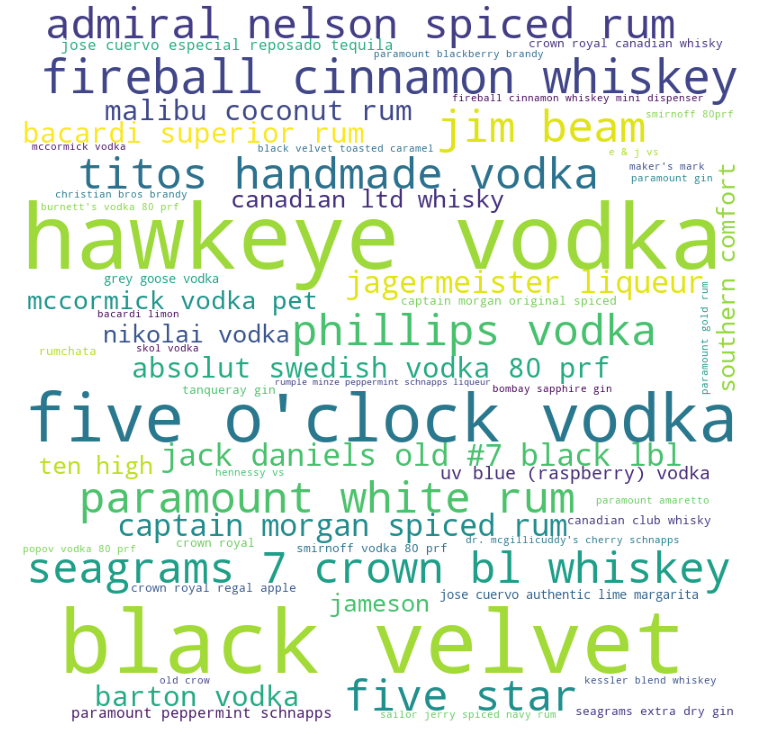 admiral nelson spiced rum
jose cuervo especial reposado tequila
crown royal canadian whisky
paramount blackberry brandy
fireball cinnamon whiskey
fireball cinnamon whiskey mini dispenser
malibu coconut rum
jim beam
smirnoff 80prf
bacardi superior rum
mccormick vodka
black velvet toasted caramel
e & j vs
titos handmade vodka
maker's mark
paramount gin
christian bros brandy
canadian ltd whisky
southern comfort
burnett's vodka 80 prf
hawkeye vodka
grey goose vodka
jagermeister liqueur
mccormick vodka pet
captain morgan original spiced
paramount gold rum
bacardi limon
nikolai vodka
phillips vodka
skol vodka
rumchata
absolut swedish vodka 80 prf
rumple minze peppermint schnapps liqueur
tanqueray gin
bombay sapphire gin
five o'clock vodka
jack daniels old #7 black lbl
ten high
hennessy vs
uv blue (raspberry) vodka
paramount white rum
paramount amaretto
captain morgan spiced rum
canadian club whisky
dr. mcgillicuddy's cherry schnapps
popov vodka 80 prf
crown royal
smirnoff vodka 80 prf
seagrams 7 crown bl whiskey
crown royal regal apple
jameson
jose cuervo authentic lime margarita
black velvet
old crow
kessler blend whiskey
barton vodka
five star
paramount peppermint schnapps
sailor jerry spiced navy rum
seagrams extra dry gin